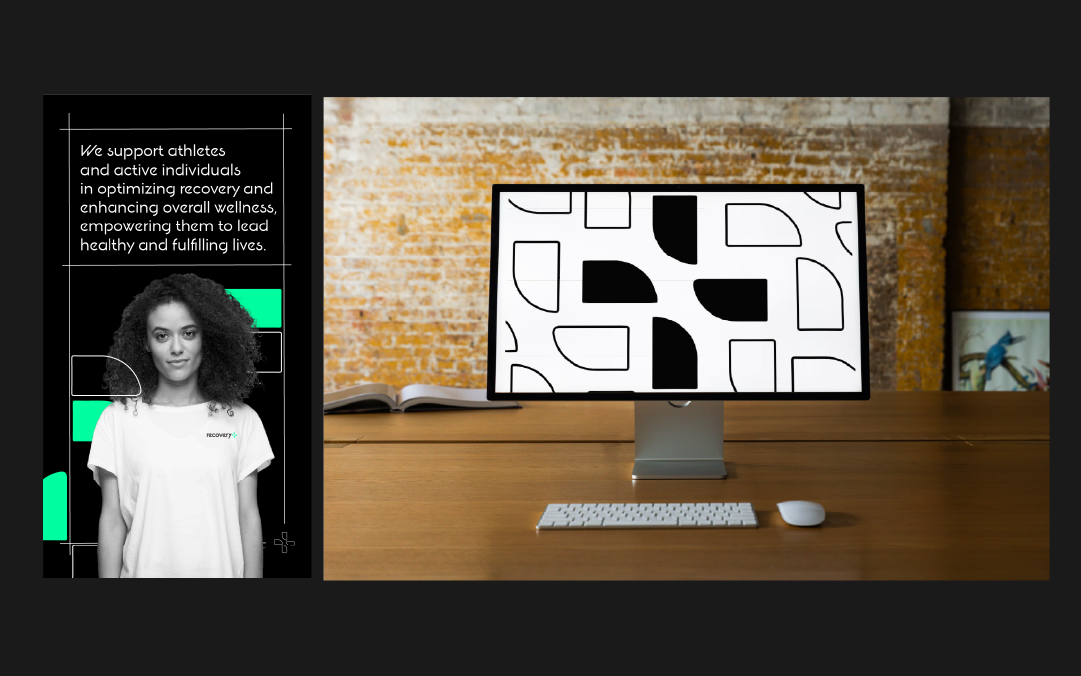 We support athletes
and active individuals
in optimizing recovery and
enhancing overall wellness,
empowering them to lead
healthy and fulfilling lives.
recovery